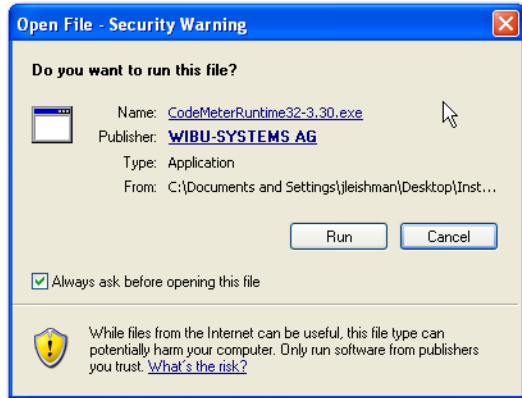 Open File - Security Warning
Do you want to run this file?
Name: CodeMeterRuntime32-3.30.exe
Publisher: WIBU-SYSTEMS AG
Type: Application
From: C:\Documents and Settings\jleishman\Desktop\Inst...
Run Cancel
Always ask before opening this file
While files from the Internet can be useful, this file type can
potentially harm your computer. Only run software from publishers
you trust. What's the risk?